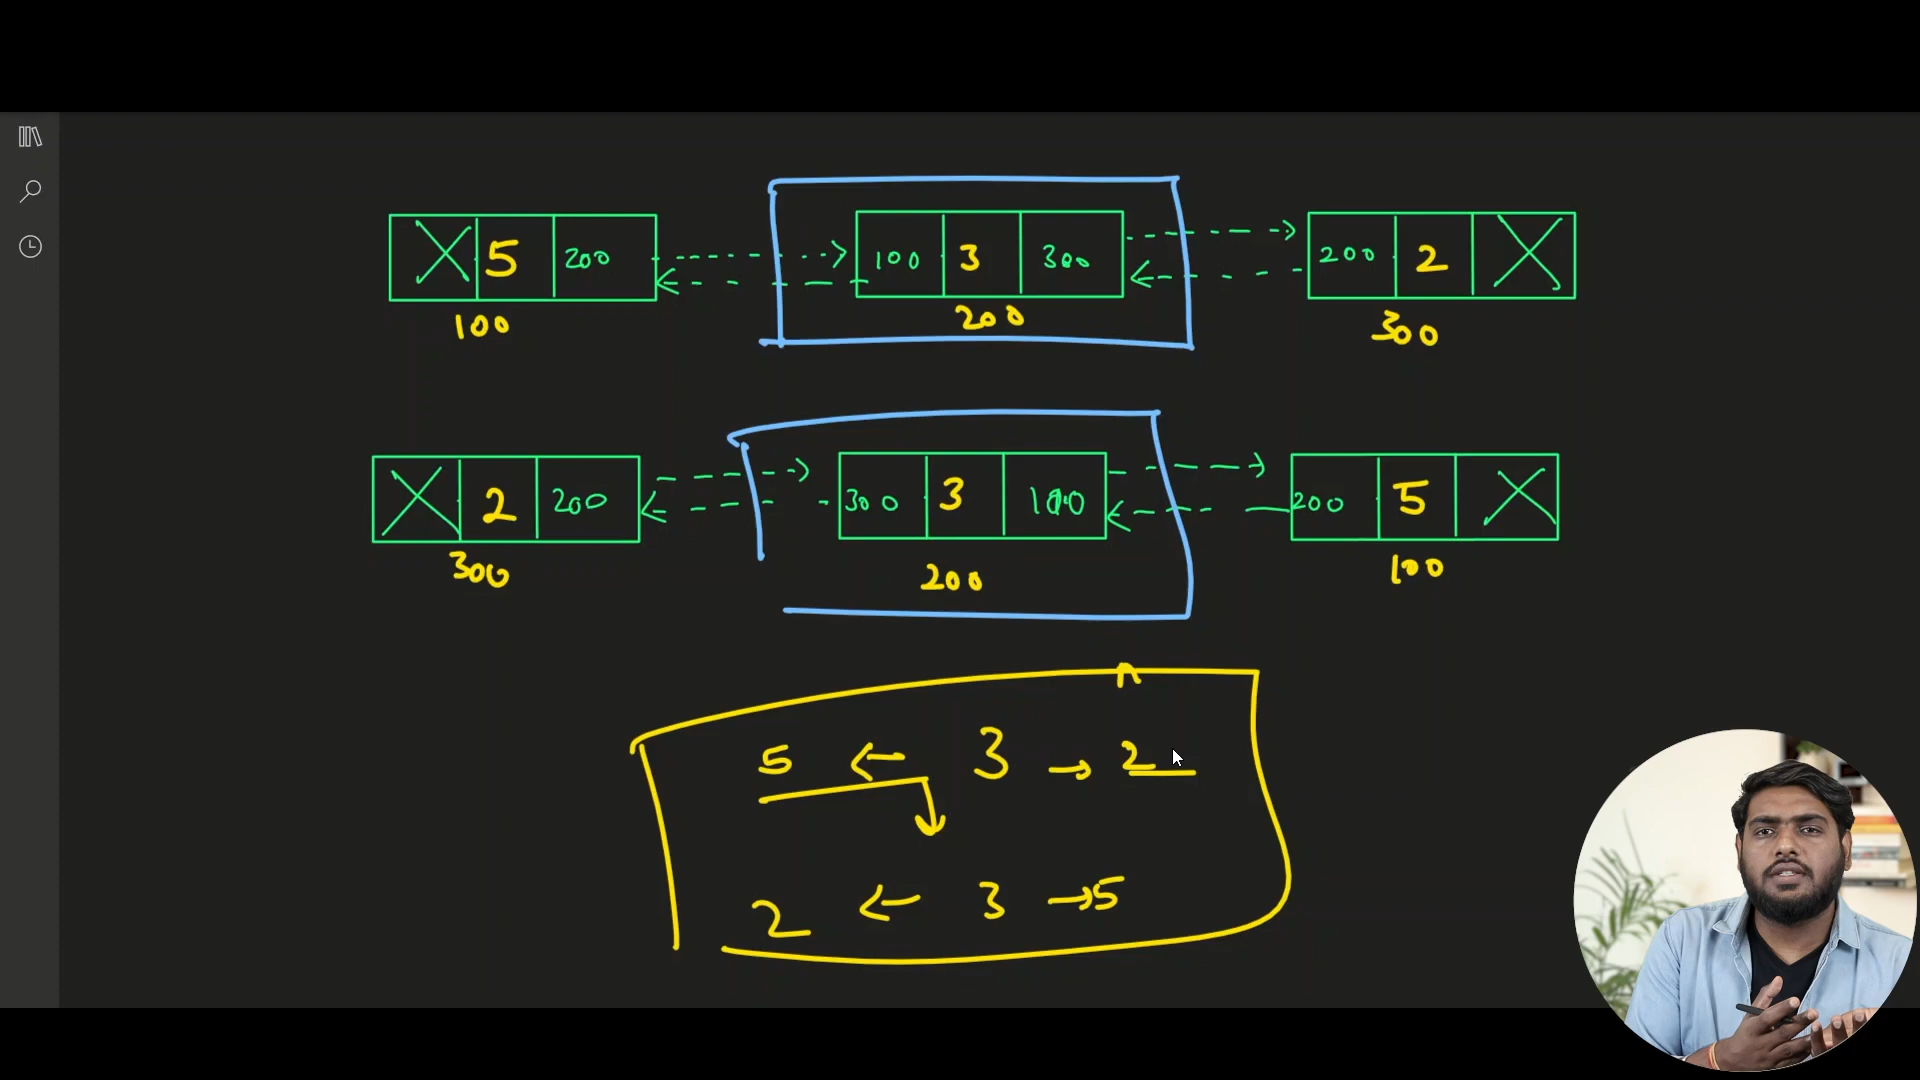 X 5 200 100 3 300 200 2 X
100 200 300
X 2 200 300 3 100 200 5 X
300 200 100
5 ← 3 → 2
2 ← 3 → 5